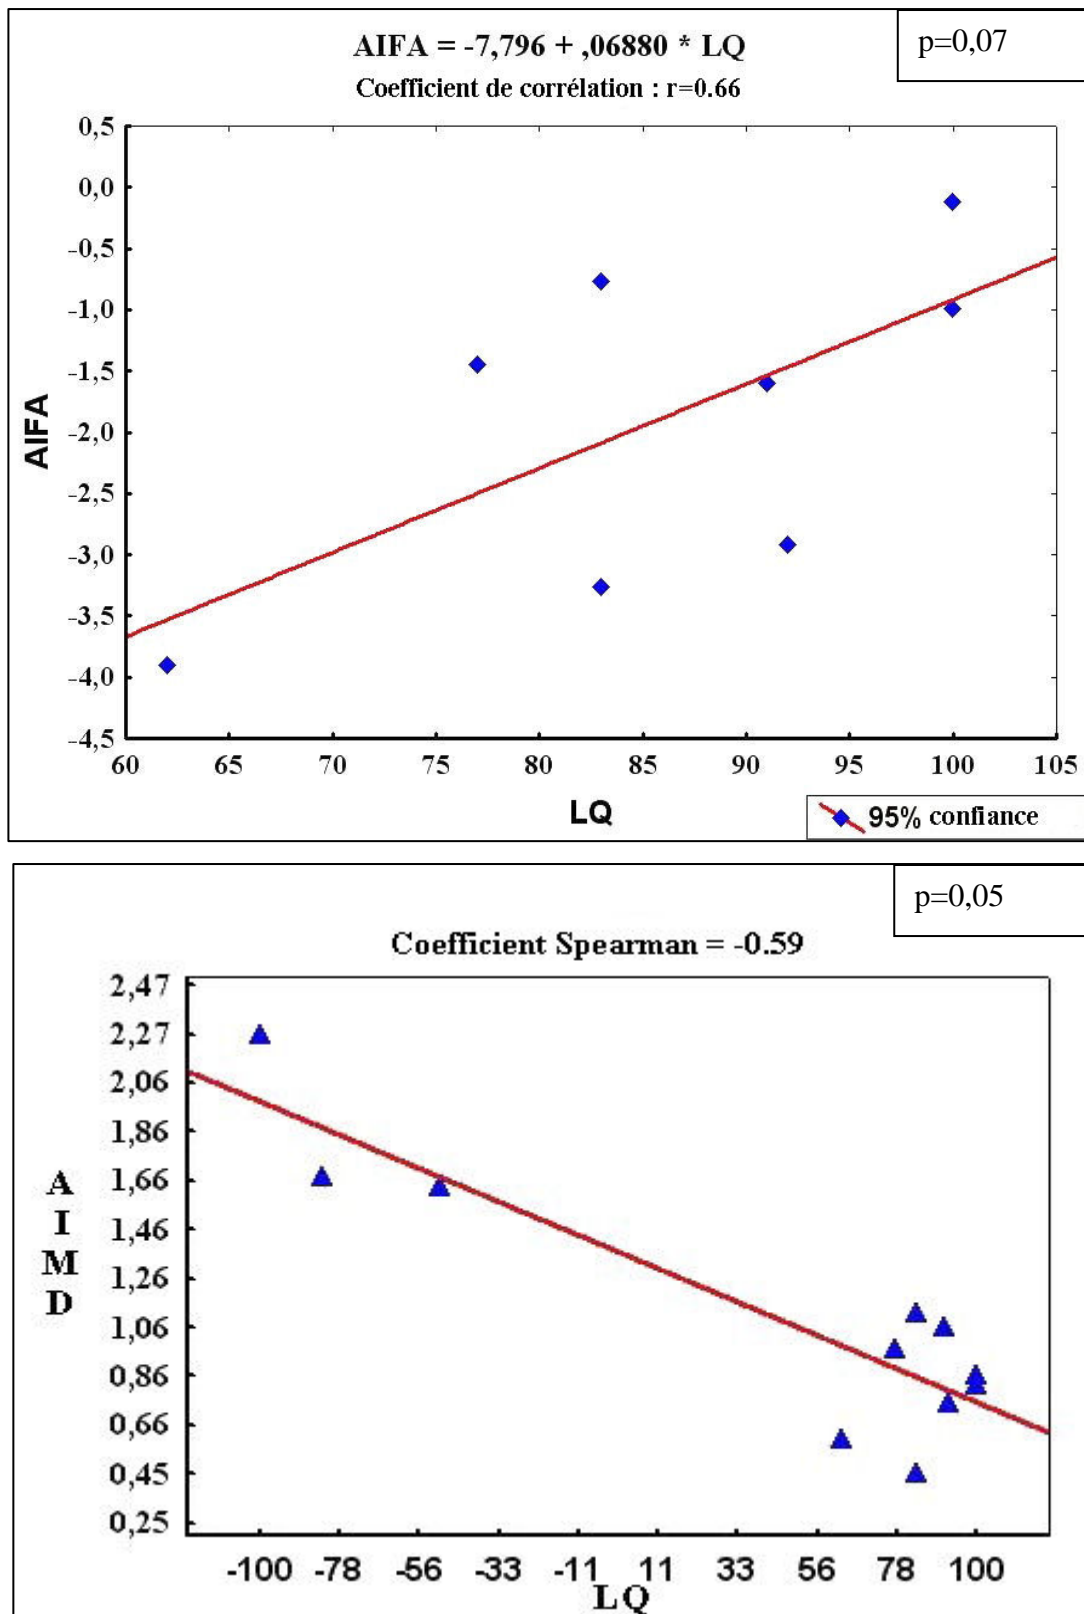 AIFA = -7,796 + ,06880 * LQ
p=0,07
Coefficient de corrélation : r=0.66
0,5
0,0
-0,5
-1,0
-1,5
-2,0
-2,5
-3,0
-3,5
-4,0
-4,5
AIFA
60 65 70 75 80 85 90 95 100 105
LQ
95% confiance
p=0,05
Coefficient Spearman = -0.59
2,47
2,27
2,06
1,86
1,66
1,46
1,26
1,06
0,86
0,66
0,45
0,25
A
I
M
D
-100 -78 -56 -33 -11 11 33 56 78 100
LQ